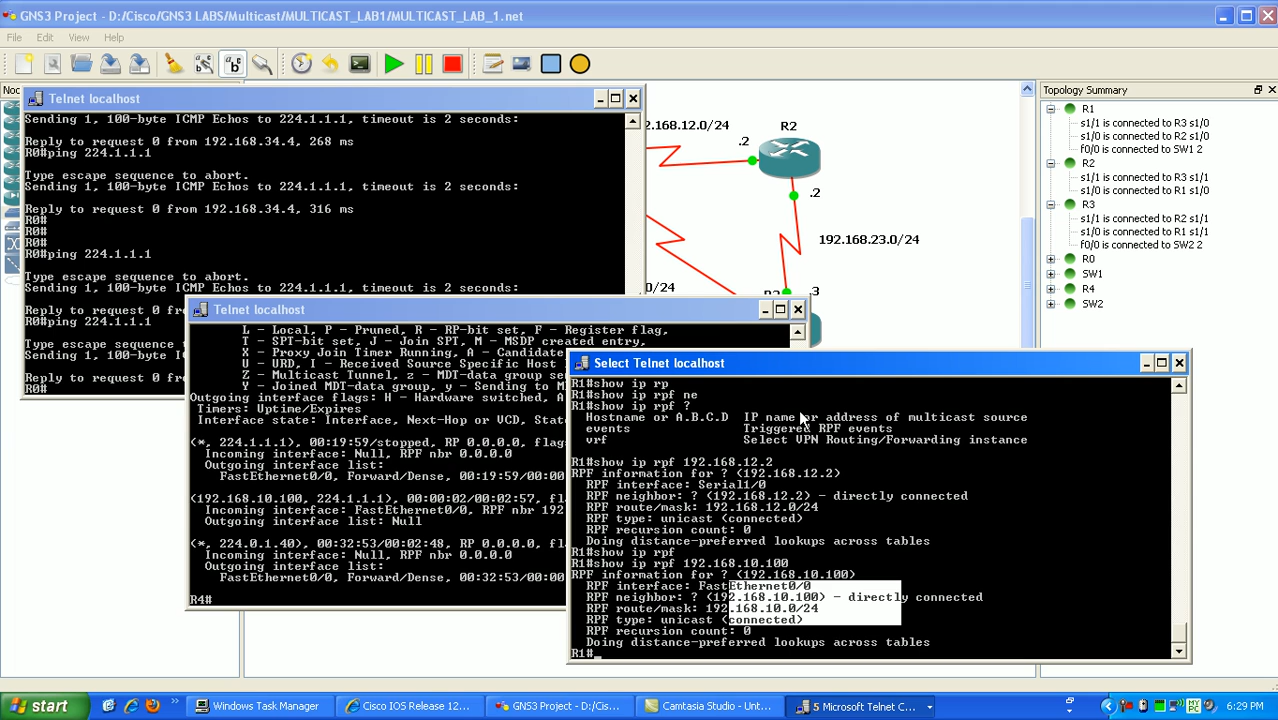 GNS3 Project - D:/Cisco/GNS3 LABS/Multicast/MULTICAST_LAB1/MULTICAST_LAB_1.net
File Edit View Help
Telnet localhost
Sending 1, 100-byte ICMP Echos to 224.1.1.1, timeout is 2 seconds:
Reply to request 0 from 192.168.34.4, 268 ms
R0#ping 224.1.1.1
Type escape sequence to abort.
Sending 1, 100-byte ICMP Echos to 224.1.1.1, timeout is 2 seconds:
Reply to request 0 from 192.168.34.4, 316 ms
R0#
R0#
R0#
R0#ping 224.1.1.1
Type escape sequence to abort.
Sending 1, 100-byte ICMP Echos to 224.1.1.1, timeout is 2 seconds:
Reply to request 0
R0#ping 224.1.1.1
Type escape
Sending 1, 100-byte
Reply to request 0
R0#
.168.12.0/24
R2
.2
.2
192.168.23.0/24
.3
.0/24
Topology Summary
R1
s1/1 is connected to R3 s1/0
s1/0 is connected to R2 s1/0
f0/0 is connected to SW1 2
R2
s1/1 is connected to R3 s1/1
s1/0 is connected to R1 s1/0
R3
s1/1 is connected to R2 s1/1
s1/0 is connected to R1 s1/1
f0/0 is connected to SW2 2
R0
SW1
R4
SW2
Telnet localhost
L - Local, P - Pruned, R - RP-bit set, F - Register flag,
T - SPT-bit set, J - Join SPT, M - MSDP created entry,
X - Proxy Join Timer Running, A - Candidate
U - URD, I - Received Source Specific Host
Z - Multicast Tunnel, z - MDT-data group
Y - Joined MDT-data group, y - Sending to
Outgoing interface flags: H - Hardware switched,
Timers: Uptime/Expires
Interface state: Interface, Next-Hop or VCD,
(*, 224.1.1.1), 00:19:59/stopped, RP 0.0.0.0,
Incoming interface: Null, RPF nbr 0.0.0.0
Outgoing interface list:
FastEthernet0/0, Forward/Dense, 00:19:59/00:
(192.168.10.100, 224.1.1.1), 00:00:02/00:02:57,
Incoming interface: FastEthernet0/0, RPF nbr 192
Outgoing interface list: Null
(*, 224.0.1.40), 00:32:53/00:02:48, RP 0.0.0.0,
Incoming interface: Null, RPF nbr 0.0.0.0
Outgoing interface list:
FastEthernet0/0, Forward/Dense, 00:32:53/00:
R4#
Select Telnet localhost
R1#show ip rp
R1#show ip rpf ne
R1#show ip rpf ?
Hostname or A.B.C.D IP name or address of multicast source
events Triggered RPF events
vrf Select VPN Routing/Forwarding instance
R1#show ip rpf 192.168.12.2
RPF information for ? (192.168.12.2)
RPF interface: Serial1/0
RPF neighbor: ? (192.168.12.2) - directly connected
RPF route/mask: 192.168.12.0/24
RPF type: unicast (connected)
RPF recursion count: 0
Doing distance-preferred lookups across tables
R1#show ip rpf
R1#show ip rpf 192.168.10.100
RPF information for ? (192.168.10.100)
RPF interface: FastEthernet0/0
RPF neighbor: ? (192.168.10.100) - directly connected
RPF route/mask: 192.168.10.0/24
RPF type: unicast (connected)
RPF recursion count: 0
Doing distance-preferred lookups across tables
R1#
start
Windows Task Manager
Cisco IOS Release 12...
GNS3 Project - D:/Cis...
Camtasia Studio - Unt...
5 Microsoft Telnet C...
6:29 PM